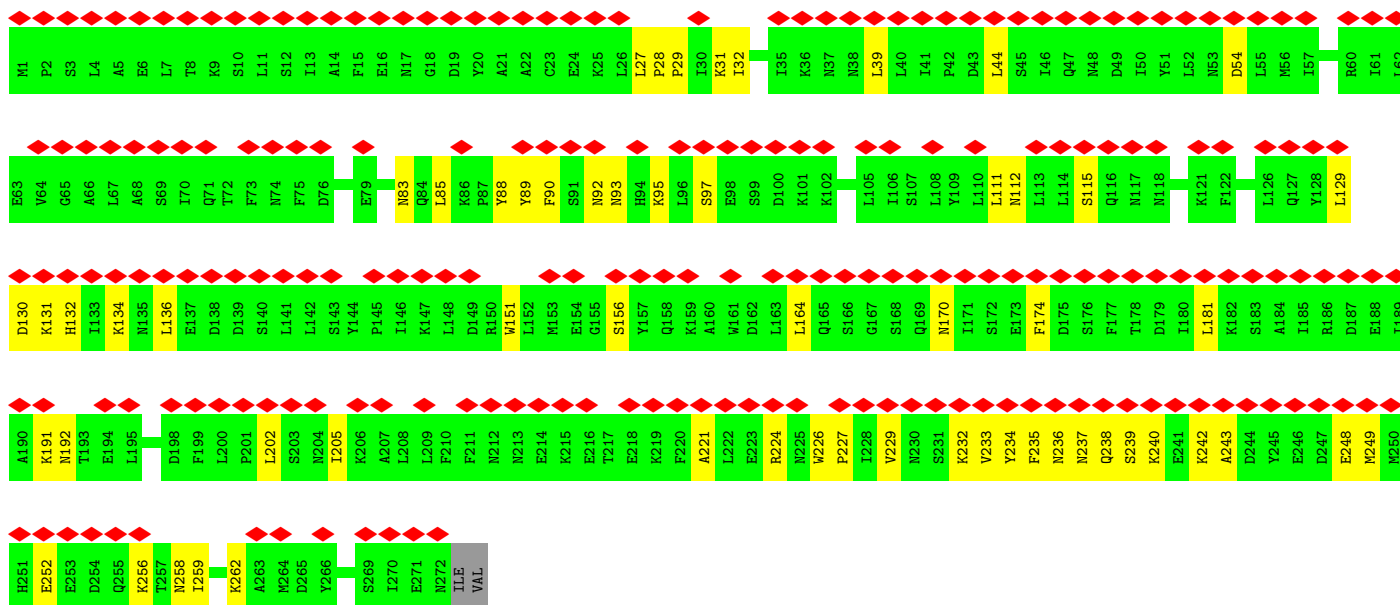 M1 P2 S3 L4 A5 E6 L7 T8 K9 S10 L11 S12 I13 A14 F15 E16 N17 G18 D19 Y20 A21 A22 C23 E24 K25 L26 L27 P28 P29 I30 K31 I32 I35 K36 N37 N38 L39 L40 I41 P42 D43 L44 S45 I46 Q47 N48 D49 I50 Y51 L52 N53 D54 L55 M56 I57 R60 I61 L62
E63 V64 G65 A66 L67 A68 S69 I70 Q71 T72 F73 N74 F75 D76 E79 N83 Q84 L85 K86 P87 Y88 Y89 F90 S91 N92 N93 H94 K95 L96 S97 E98 S99 D100 K101 K102 L105 I106 S107 L108 Y109 L110 L111 N112 L113 L114 S115 Q116 N117 N118 K121 F122 L126 Q127 Y128 L129
D130 K131 H132 I133 K134 N135 L136 E137 D138 D139 S140 L141 L142 S143 Y144 P145 I146 K147 L148 D149 R150 W151 L152 M153 E154 G155 S156 Y157 Q158 K159 A160 W161 D162 L163 L164 Q165 S166 G167 S168 Q169 N170 I171 S172 E173 F174 D175 S176 F177 T178 D179 I180 L181 K182 S183 A184 I185 R186 D187 E188 I189
A190 K191 N192 T193 E194 L195 D198 F199 L200 P201 L202 S203 N204 I205 K206 A207 L208 L209 F210 F211 N212 N213 E214 K215 E216 T217 E218 K219 F220 A221 L222 E223 R224 N225 W226 P227 I228 V229 N230 S231 K232 V233 Y234 F235 N236 N237 Q238 S239 K240 E241 K242 A243 D244 Y245 E246 D247 E248 M249 M250
H251 E252 E253 D254 Q255 K256 T257 N258 I259 K262 A263 M264 D265 Y266 S269 I270 E271 N272 ILE VAL